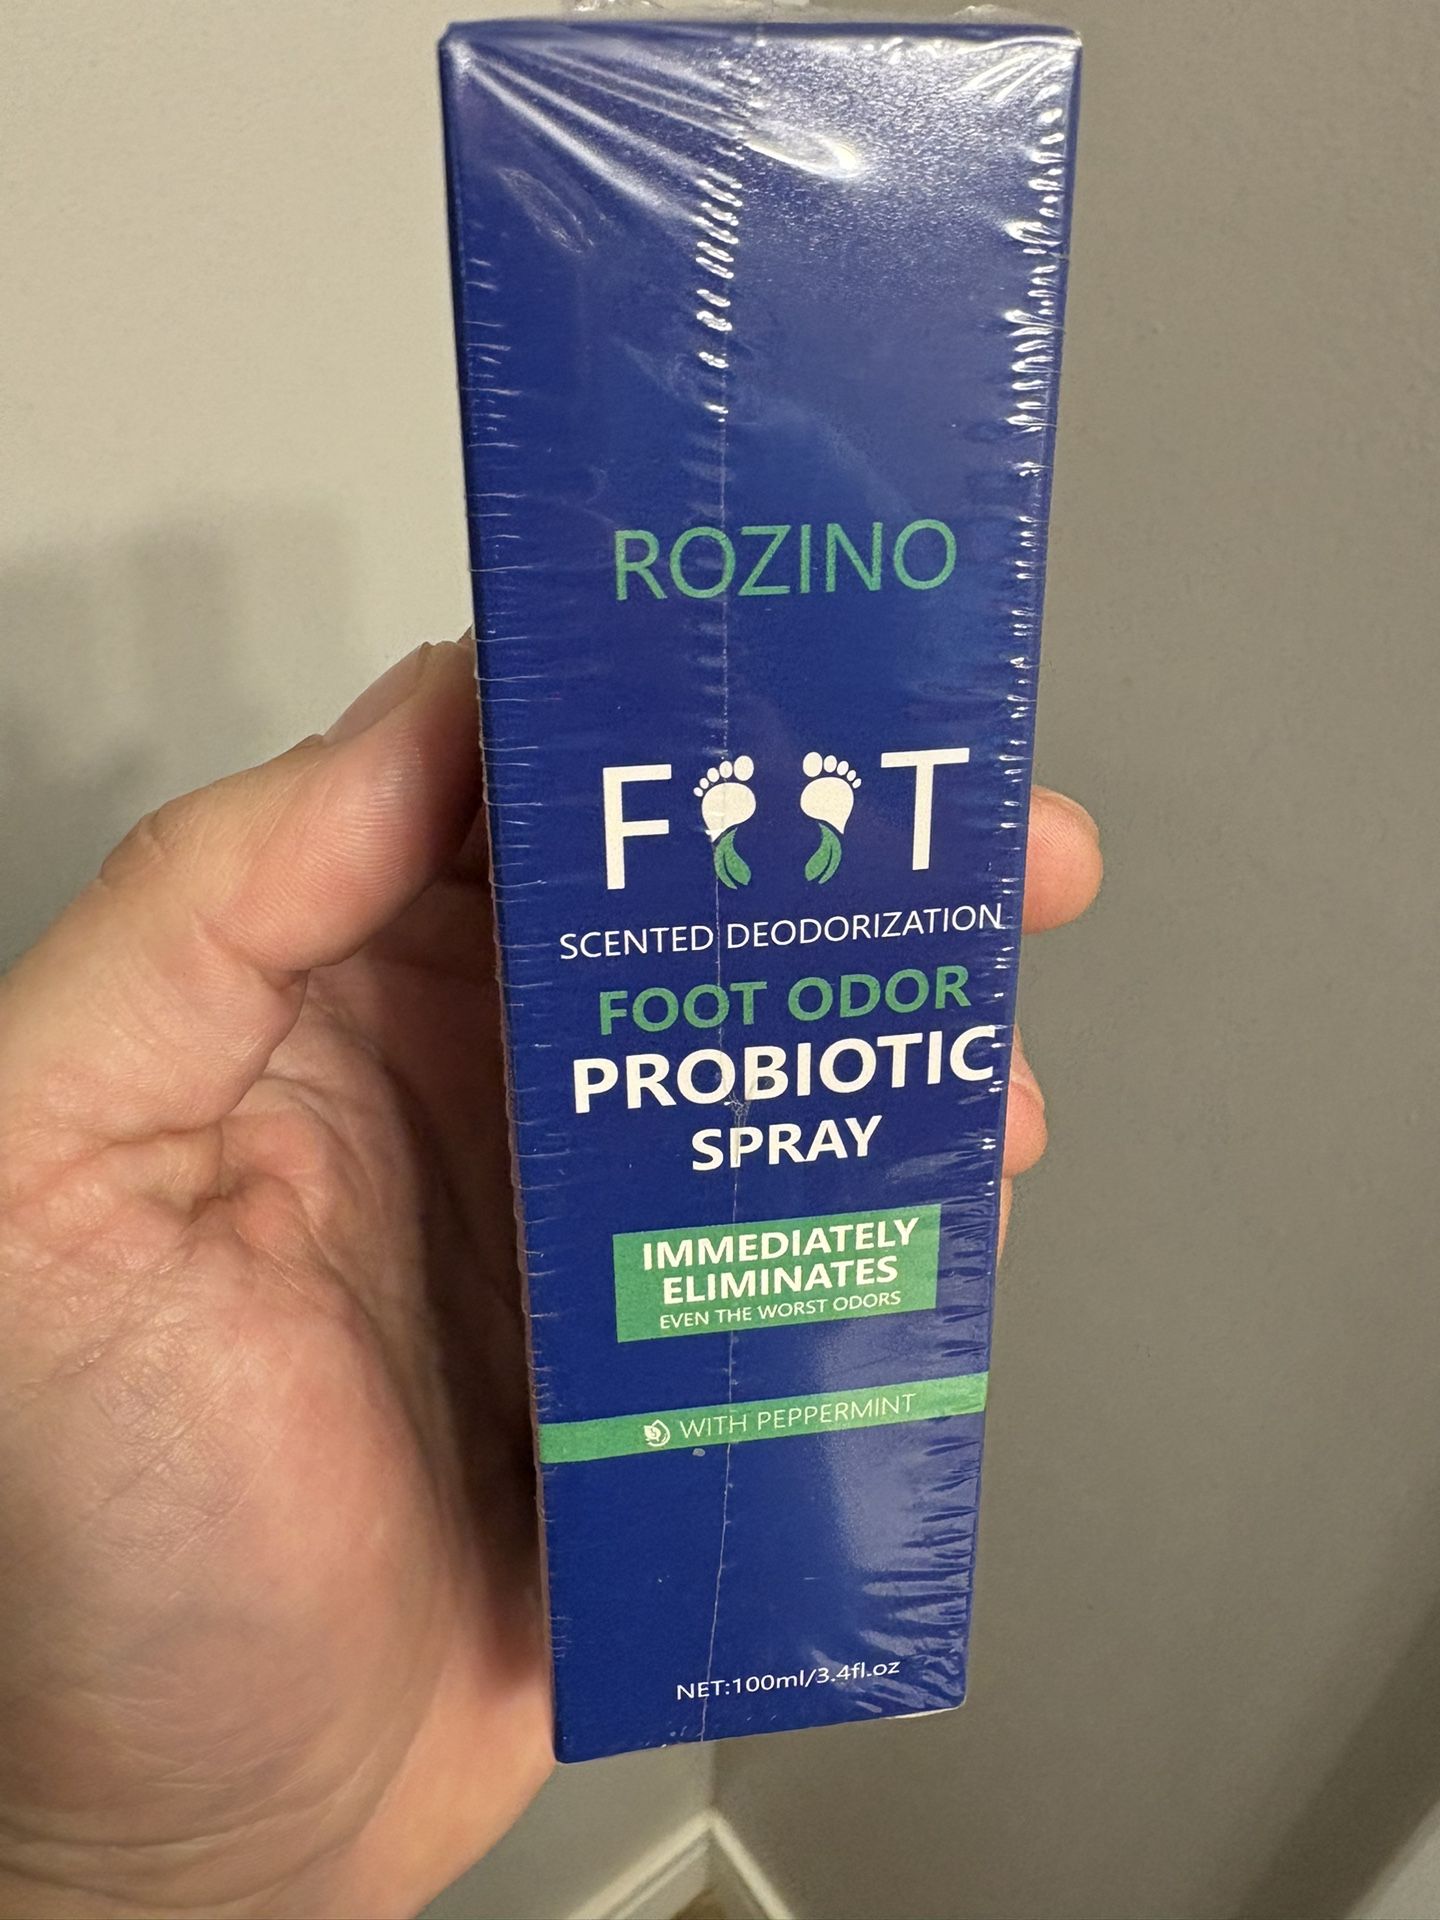 ROZINO
FOOT
SCENTED DEODORIZATION
FOOT ODOR
PROBIOTIC
SPRAY
IMMEDIATELY
ELIMINATES
EVEN THE WORST ODORS
WITH PEPPERMINT
NET:100ml/3.4fl.oz